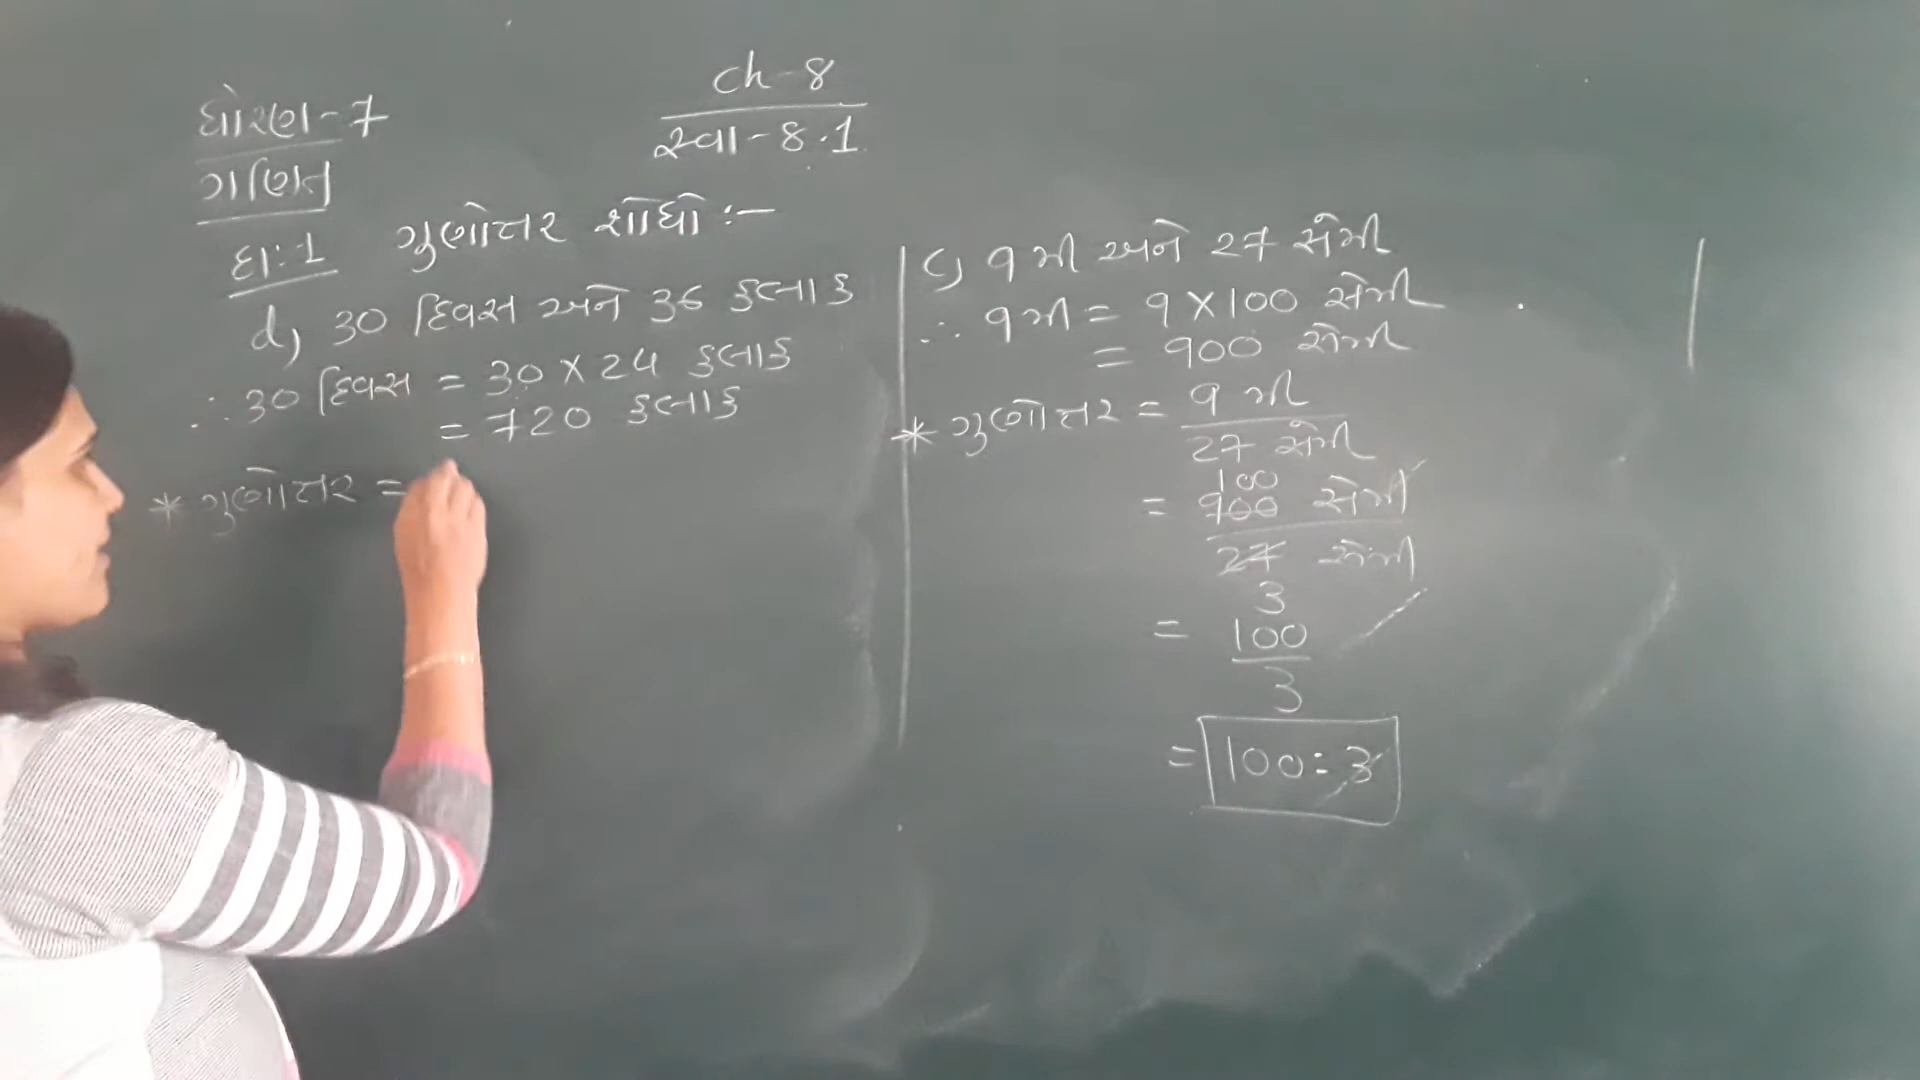 ધોરણ-7
ગણિત
Ch-8
સ્વા-8.1
દા:1 ગુણોત્તર શોધો :-
d) 30 દિવસ અને 36 કલાક
∴ 30 દિવસ = 30 × 24 કલાક
= 720 કલાક
* ગુણોત્તર =
c) 9 મી અને 27 સેમી
∴ 9 મી = 9 × 100 સેમી
= 900 સેમી
* ગુણોત્તર = 9 મી
27 સેમી
100
= 900 સેમી
27 સેમી
3
= 100
3
= 100:3